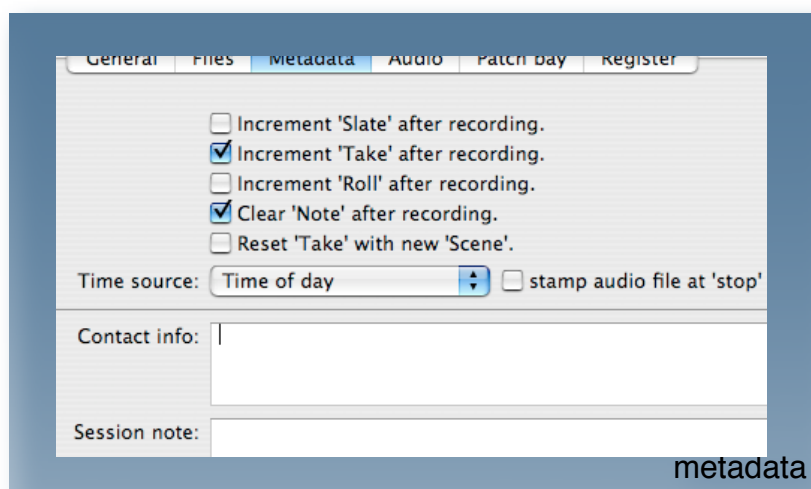 General Files Metadata Audio Patch bay Register
Increment 'Slate' after recording.
Increment 'Take' after recording.
Increment 'Roll' after recording.
Clear 'Note' after recording.
Reset 'Take' with new 'Scene'.
Time source: Time of day stamp audio file at 'stop'
Contact info:
Session note:
metadata